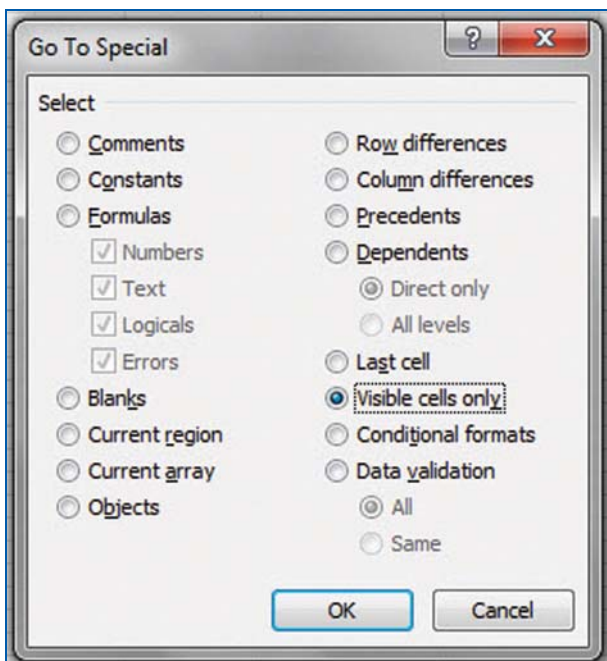 Go To Special
?
X
Select
Comments
Constants
Formulas
Numbers
Text
Logicals
Errors
Blanks
Current region
Current array
Objects
Row differences
Column differences
Precedents
Dependents
Direct only
All levels
Last cell
Visible cells only
Conditional formats
Data validation
All
Same
OK
Cancel